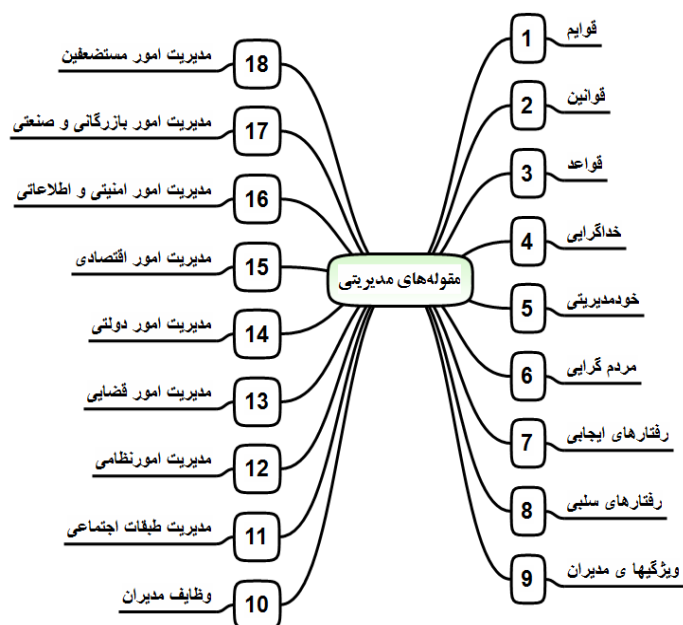 مقوله‌های مدیریتی
1 قوایم
2 قوانین
3 قواعد
4 خداگرایی
5 خودمدیریتی
6 مردم گرایی
7 رفتارهای ایجابی
8 رفتارهای سلبی
9 ویژگیها ی مدیران
10 وظایف مدیران
11 مدیریت طبقات اجتماعی
12 مدیریت امورنظامی
13 مدیریت امور قضایی
14 مدیریت امور دولتی
15 مدیریت امور اقتصادی
16 مدیریت امور امنیتی و اطلاعاتی
17 مدیریت امور بازرگانی و صنعتی
18 مدیریت امور مستضعفین